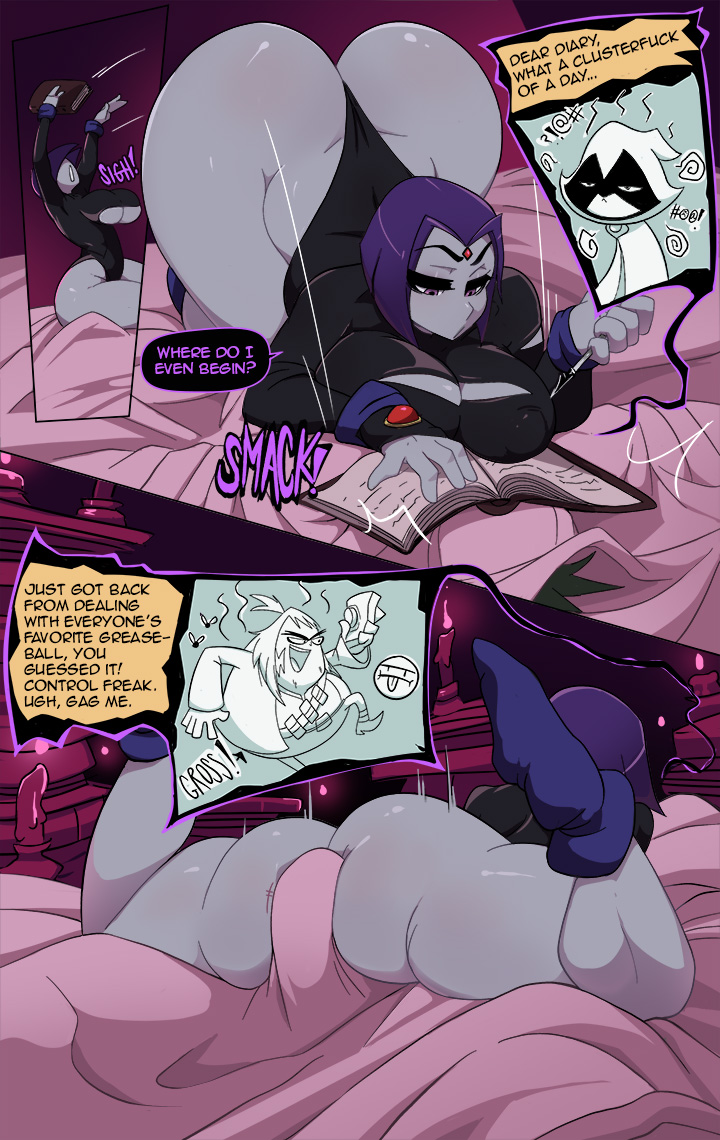 DEAR DIARY,
WHAT A CLUSTERFUCK
OF A DAY...
?!@#
#@@!
SIGH!
WHERE DO I
EVEN BEGIN?
SMACK!
JUST GOT BACK
FROM DEALING
WITH EVERYONE'S
FAVORITE GREASE-
BALL, YOU
GUESSED IT!
CONTROL FREAK.
UGH, GAG ME.
GROSS!